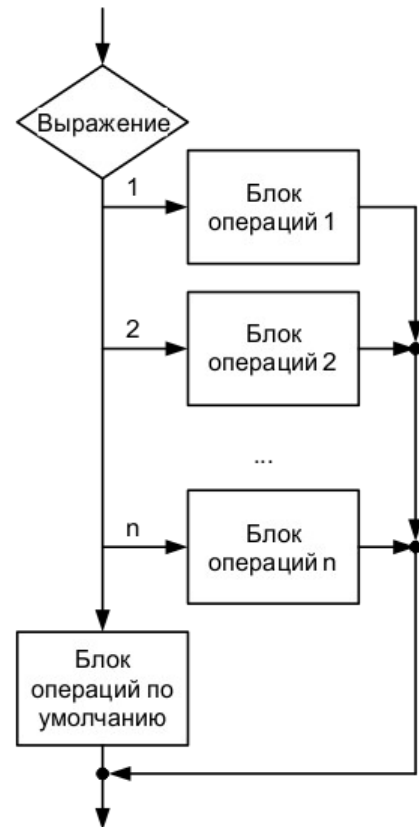 Выражение
1
Блок
операций 1
2
Блок
операций 2
...
n
Блок
операций n
Блок
операций по
умолчанию